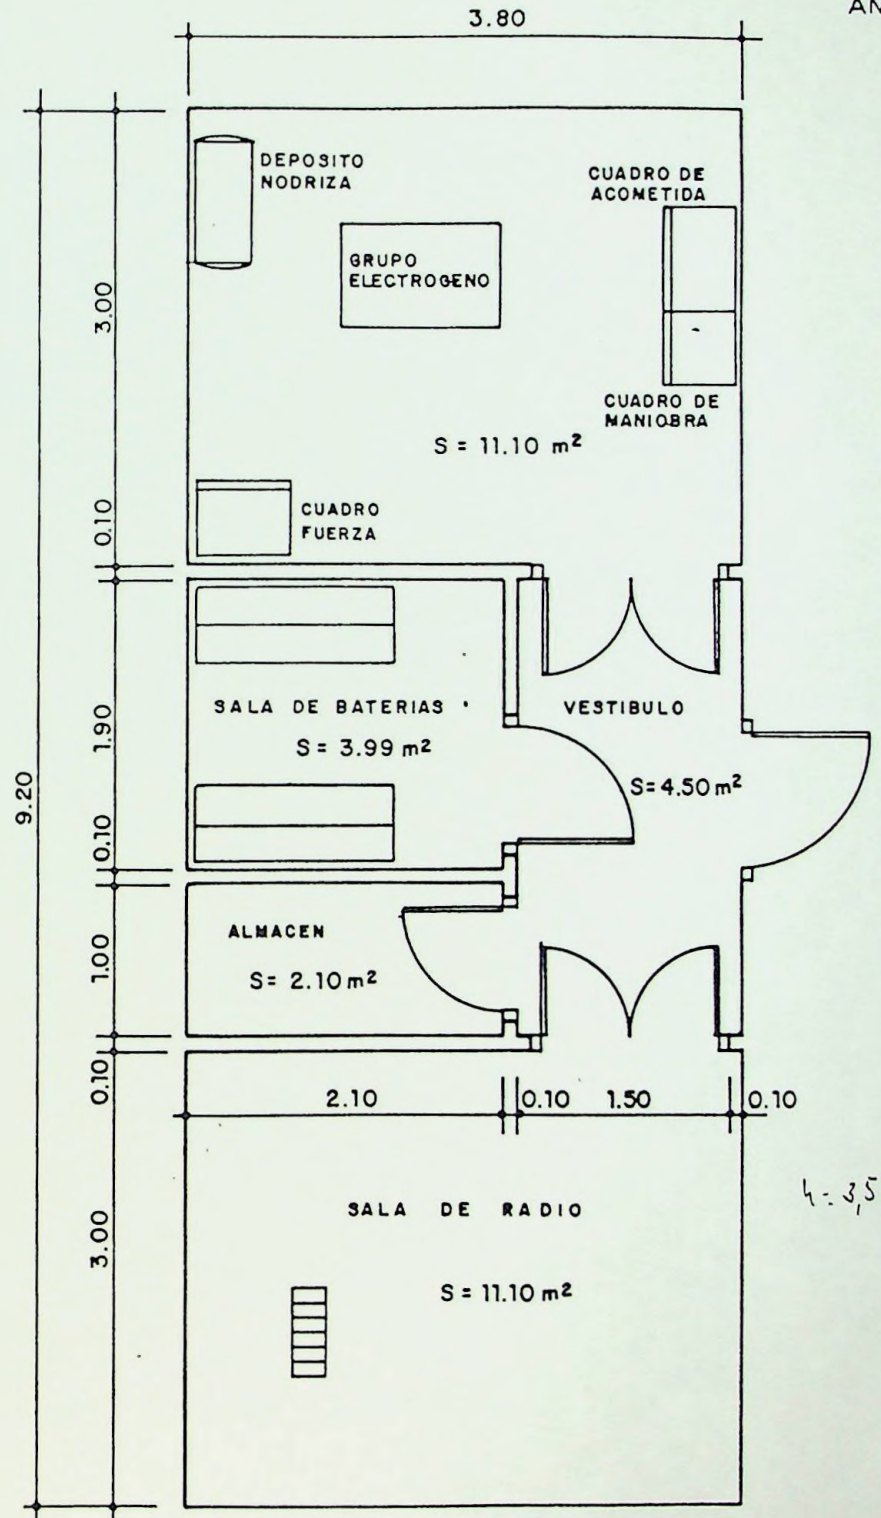 AN
3.80
DEPOSITO
NODRIZA
CUADRO DE
ACOMETIDA
GRUPO
ELECTROGENO
3.00
CUADRO DE
MANIOBRA
S = 11.10 m²
CUADRO
FUERZA
0.10
SALA DE BATERIAS
S = 3.99 m²
VESTIBULO
S=4.50 m²
1.90
9.20
0.10
ALMACEN
S= 2.10 m²
1.00
0.10
2.10
0.10
1.50
0.10
h=3,5
SALA DE RADIO
S = 11.10 m²
3.00